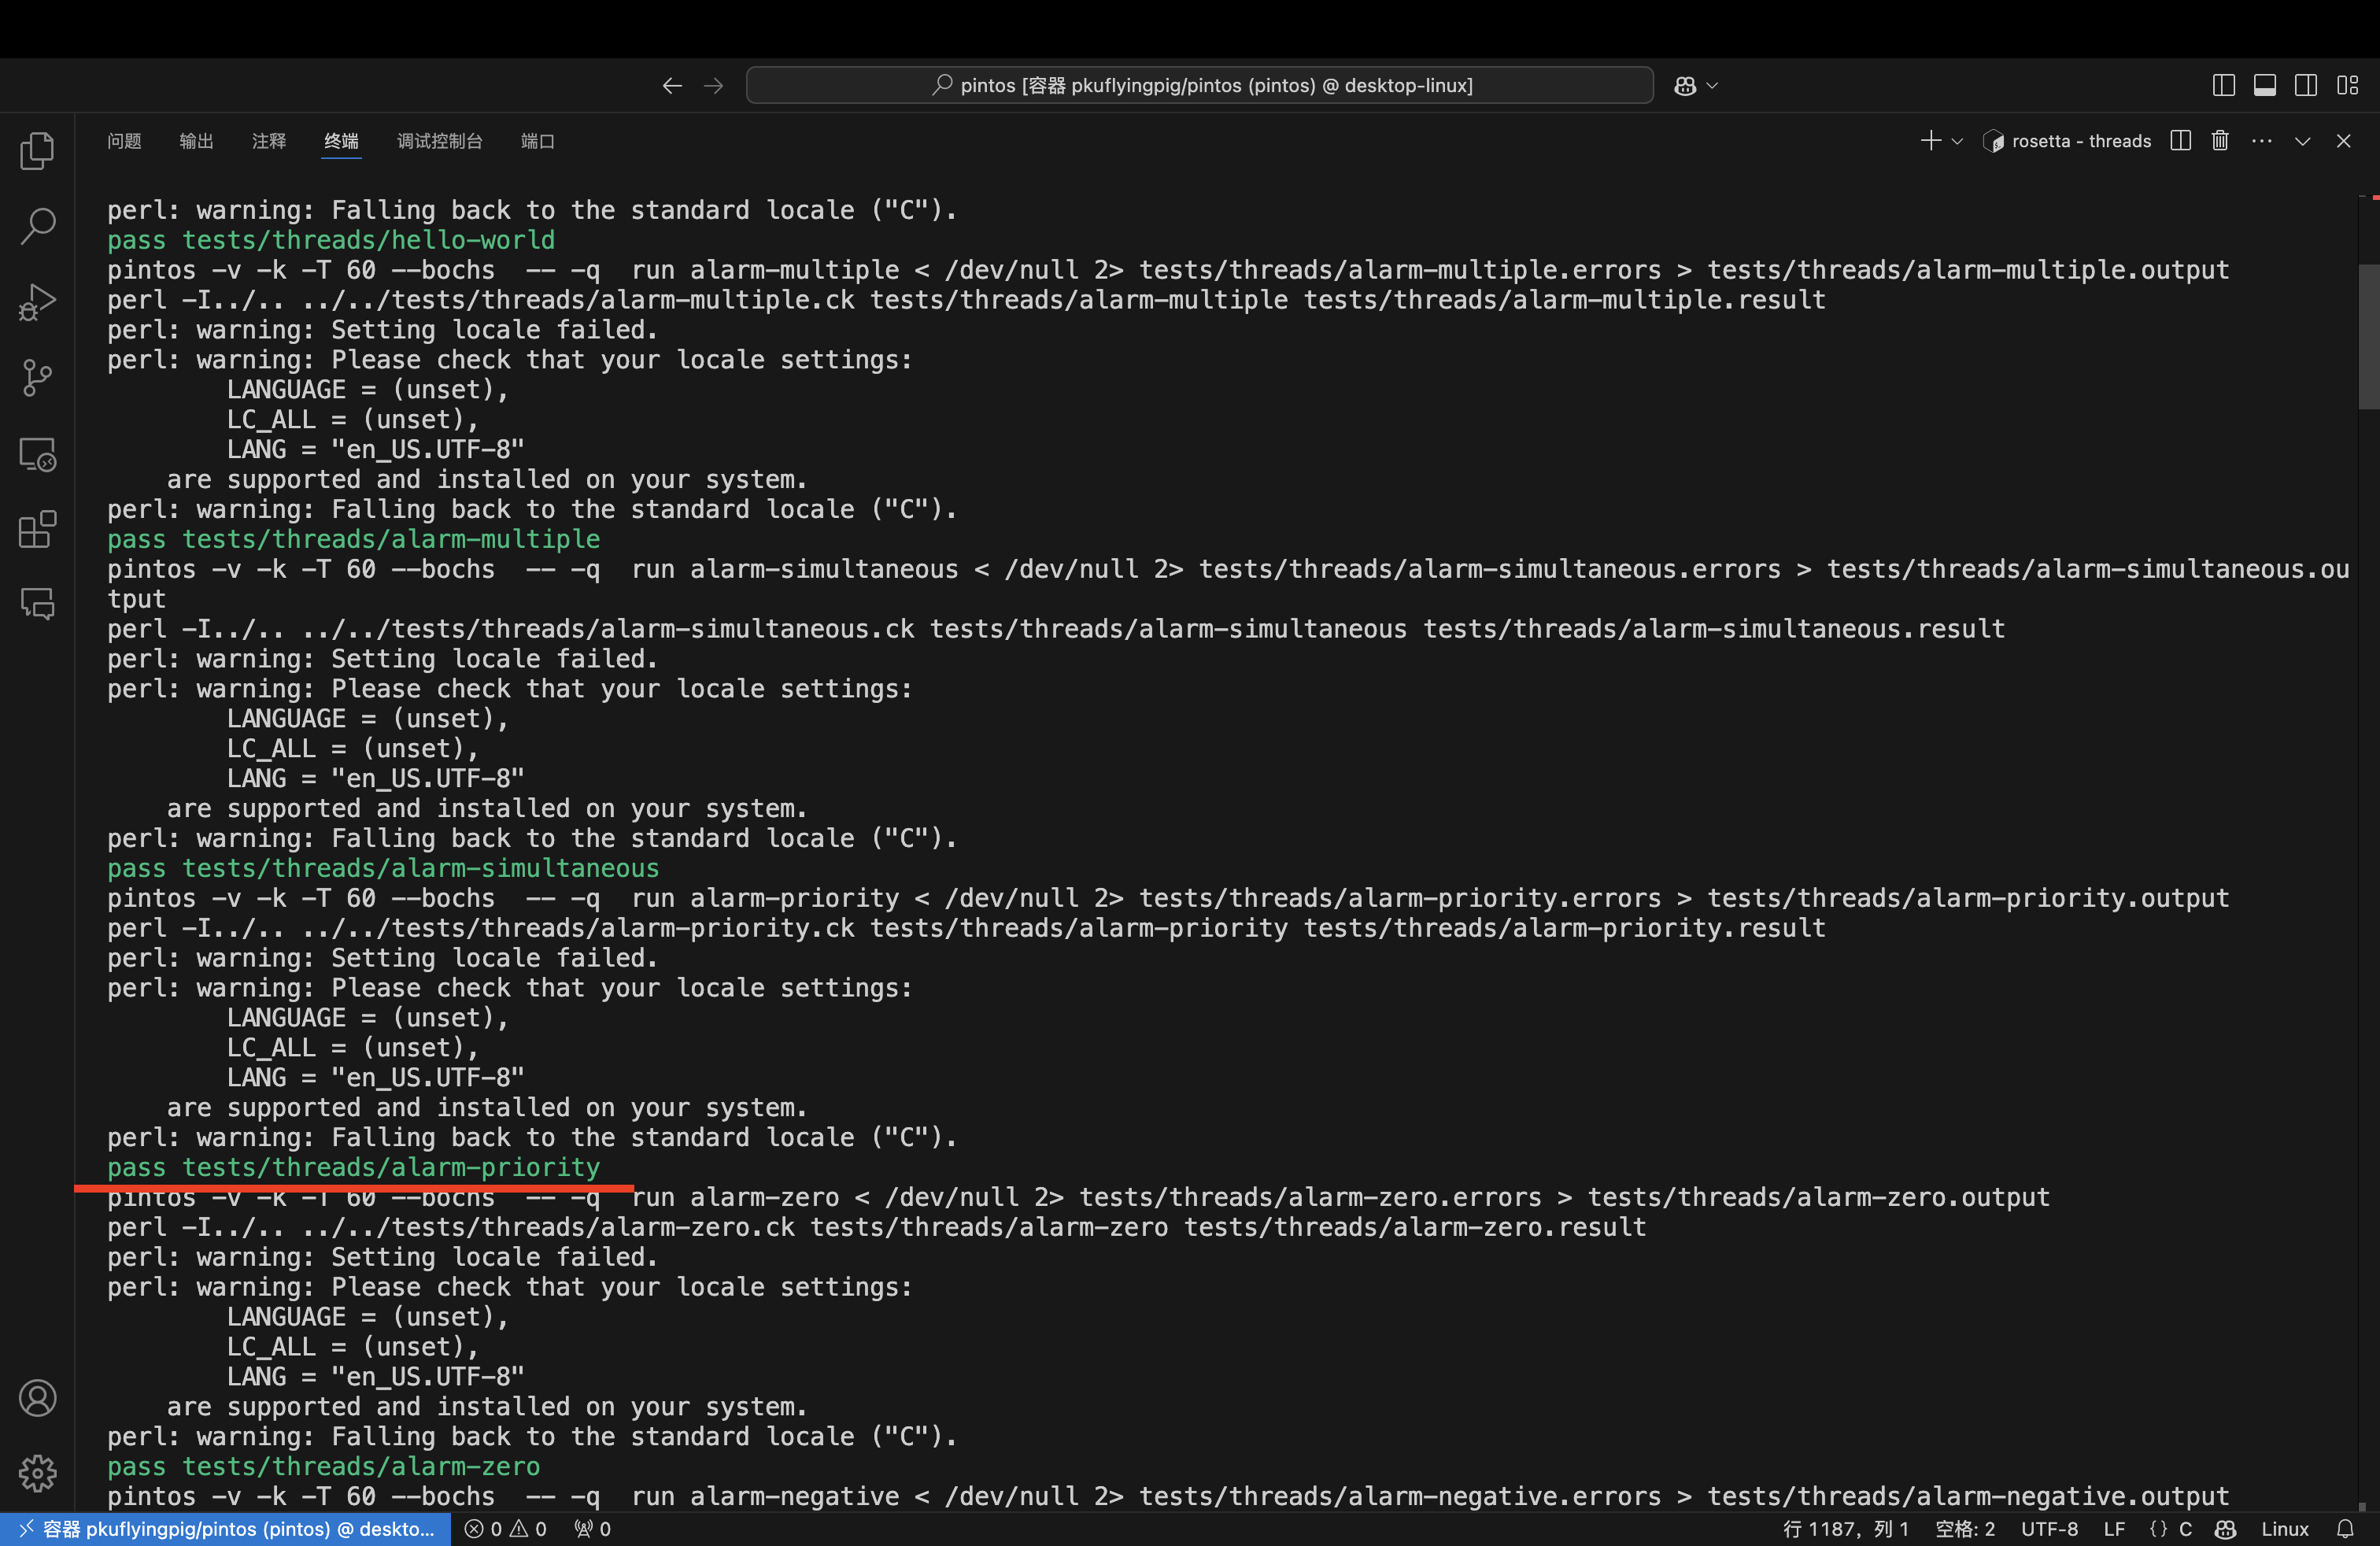 pintos [容器 pkuflyingpig/pintos (pintos) @ desktop-linux]
问题 输出 注释 终端 调试控制台 端口
rosetta - threads
perl: warning: Falling back to the standard locale ("C").
pass tests/threads/hello-world
pintos -v -k -T 60 --bochs  -- -q  run alarm-multiple < /dev/null 2> tests/threads/alarm-multiple.errors > tests/threads/alarm-multiple.output
perl -I../.. ../../tests/threads/alarm-multiple.ck tests/threads/alarm-multiple tests/threads/alarm-multiple.result
perl: warning: Setting locale failed.
perl: warning: Please check that your locale settings:
        LANGUAGE = (unset),
        LC_ALL = (unset),
        LANG = "en_US.UTF-8"
    are supported and installed on your system.
perl: warning: Falling back to the standard locale ("C").
pass tests/threads/alarm-multiple
pintos -v -k -T 60 --bochs  -- -q  run alarm-simultaneous < /dev/null 2> tests/threads/alarm-simultaneous.errors > tests/threads/alarm-simultaneous.ou
tput
perl -I../.. ../../tests/threads/alarm-simultaneous.ck tests/threads/alarm-simultaneous tests/threads/alarm-simultaneous.result
perl: warning: Setting locale failed.
perl: warning: Please check that your locale settings:
        LANGUAGE = (unset),
        LC_ALL = (unset),
        LANG = "en_US.UTF-8"
    are supported and installed on your system.
perl: warning: Falling back to the standard locale ("C").
pass tests/threads/alarm-simultaneous
pintos -v -k -T 60 --bochs  -- -q  run alarm-priority < /dev/null 2> tests/threads/alarm-priority.errors > tests/threads/alarm-priority.output
perl -I../.. ../../tests/threads/alarm-priority.ck tests/threads/alarm-priority tests/threads/alarm-priority.result
perl: warning: Setting locale failed.
perl: warning: Please check that your locale settings:
        LANGUAGE = (unset),
        LC_ALL = (unset),
        LANG = "en_US.UTF-8"
    are supported and installed on your system.
perl: warning: Falling back to the standard locale ("C").
pass tests/threads/alarm-priority
pintos -v -k -T 60 --bochs  -- -q  run alarm-zero < /dev/null 2> tests/threads/alarm-zero.errors > tests/threads/alarm-zero.output
perl -I../.. ../../tests/threads/alarm-zero.ck tests/threads/alarm-zero tests/threads/alarm-zero.result
perl: warning: Setting locale failed.
perl: warning: Please check that your locale settings:
        LANGUAGE = (unset),
        LC_ALL = (unset),
        LANG = "en_US.UTF-8"
    are supported and installed on your system.
perl: warning: Falling back to the standard locale ("C").
pass tests/threads/alarm-zero
pintos -v -k -T 60 --bochs  -- -q  run alarm-negative < /dev/null 2> tests/threads/alarm-negative.errors > tests/threads/alarm-negative.output
容器 pkuflyingpig/pintos (pintos) @ deskto... 0 0 0 行 1187，列 1 空格: 2 UTF-8 LF {} C Linux